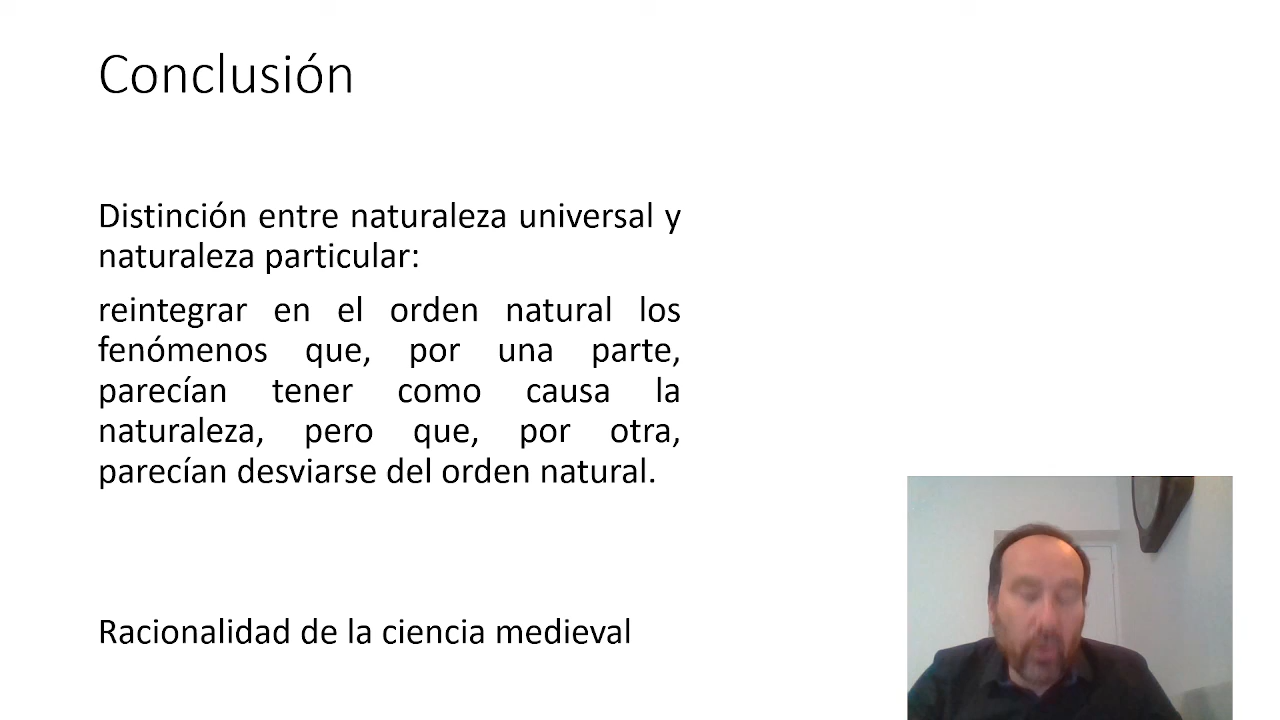 Conclusión
Distinción entre naturaleza universal y
naturaleza particular:
reintegrar en el orden natural los
fenómenos que, por una parte,
parecían tener como causa la
naturaleza, pero que, por otra,
parecían desviarse del orden natural.
Racionalidad de la ciencia medieval